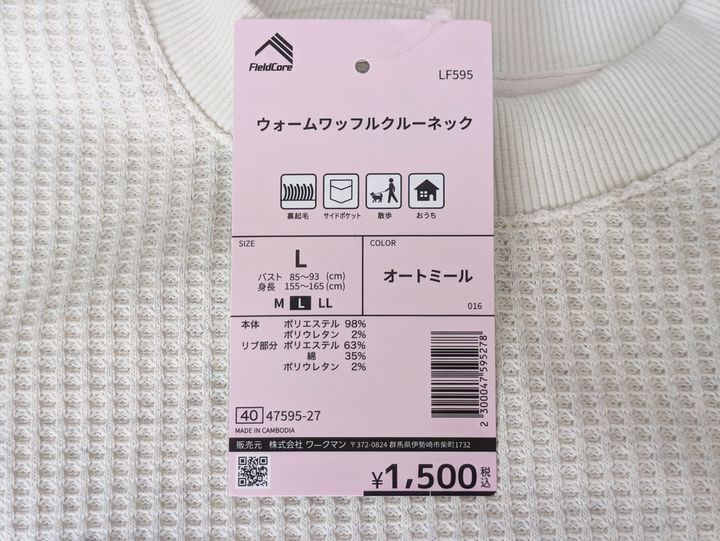 FieldCore
LF595
ウォームワッフルクルーネック
裏起毛 サイドポケット 散歩 おうち
SIZE
L
バスト 85～93 (cm)
身長 155～165(cm)
M L LL
COLOR
オートミール
016
本体 ポリエステル 98%
ポリウレタン 2%
リブ部分 ポリエステル 63%
綿 35%
ポリウレタン 2%
2 300047 595278
40 47595-27
MADE IN CAMBODIA
販売元 株式会社 ワークマン 〒372-0824 群馬県伊勢崎市柴町1732
¥1,500税込